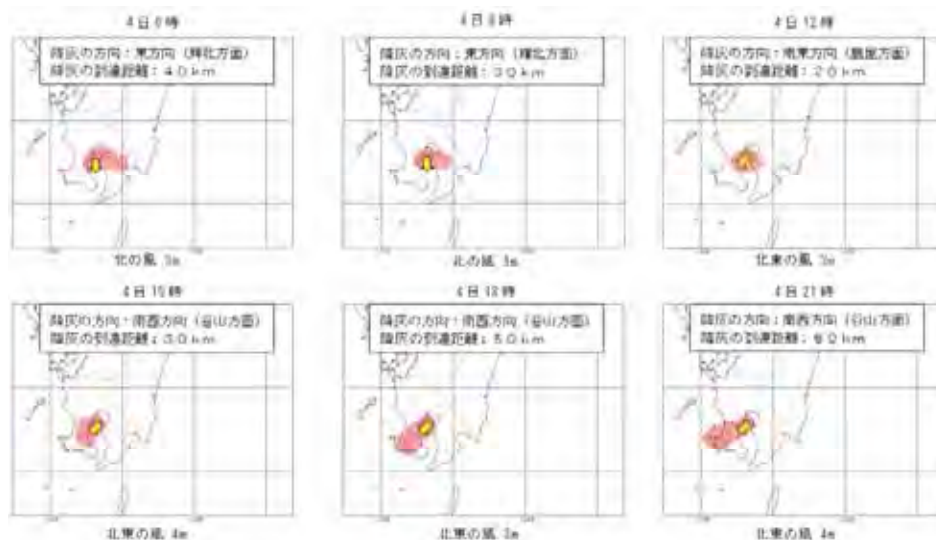 4日6時
降灰の方向：東方向（輝北方面）
降灰の到達距離：40km
北の風 3m
4日9時
降灰の方向：東方向（輝北方面）
降灰の到達距離：30km
北の風 3m
4日12時
降灰の方向：南東方向（鹿屋方面）
降灰の到達距離：20km
北東の風
4日15時
降灰の方向：南西方向（谷山方面）
降灰の到達距離：30km
北東の風 4m
4日18時
降灰の方向：南西方向（谷山方面）
降灰の到達距離：50km
北東の風
4日21時
降灰の方向：南西方向（谷山方面）
降灰の到達距離：60km
北東の風 4m